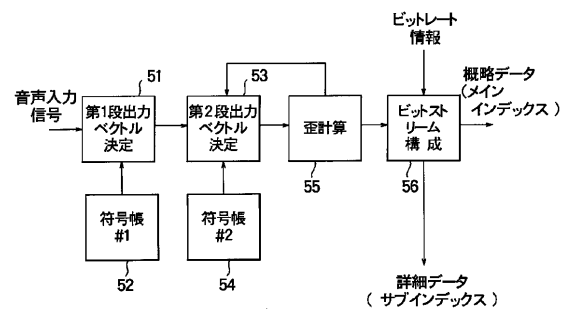 ビットレート
情報
51
53
概略データ
(メイン
インデックス)
音声入力
信号
第1段出力
ベクトル
決定
第2段出力
ベクトル
決定
歪計算
ビットスト
リーム
構成
55
56
符号帳
#1
符号帳
#2
52
54
詳細データ
(サブインデックス)